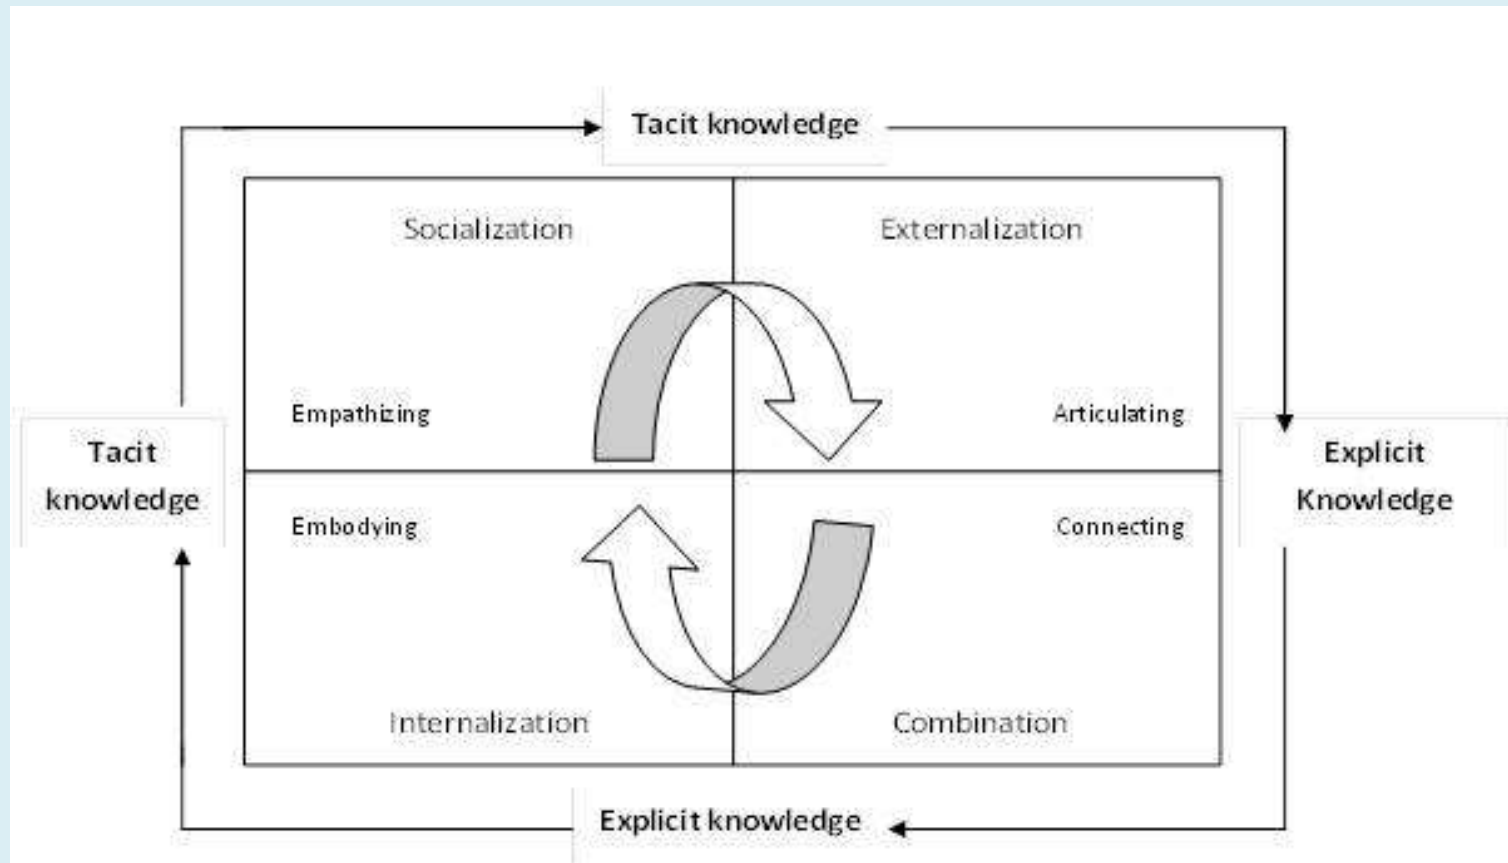 Tacit knowledge
Socialization
Externalization
Empathizing
Articulating
Tacit
knowledge
Explicit
Knowledge
Embodying
Connecting
Internalization
Combination
Explicit knowledge